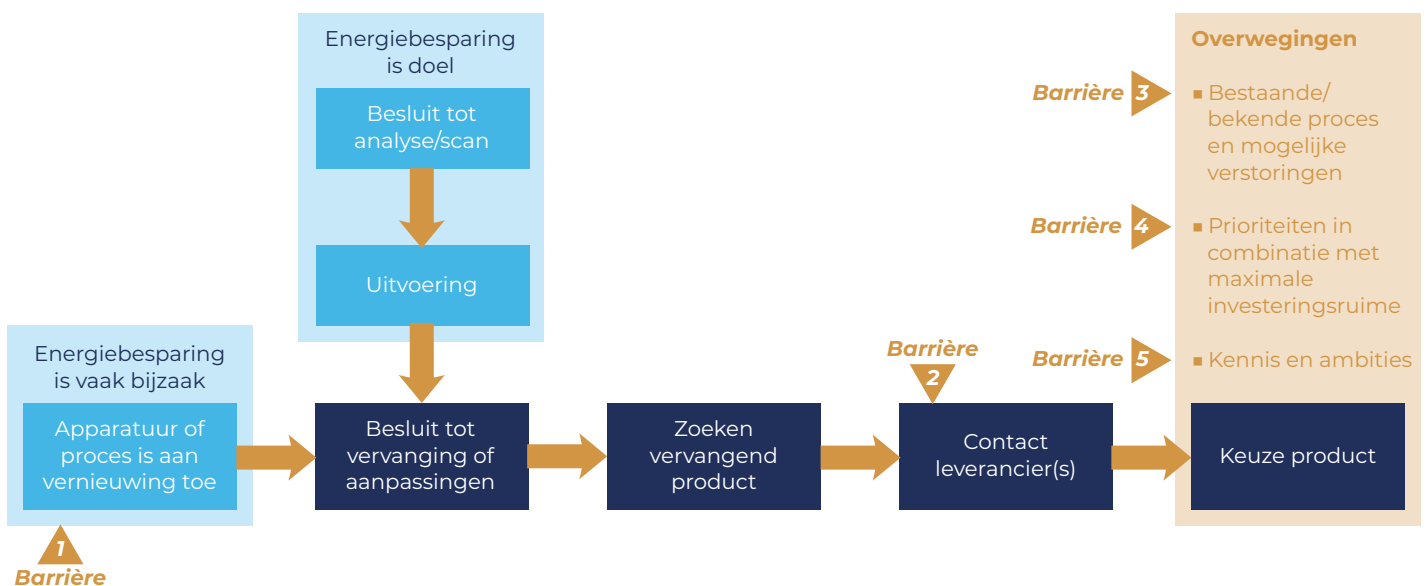 Energiebesparing
is doel
Besluit tot
analyse/scan
Uitvoering
Energiebesparing
is vaak bijzaak
Apparatuur of
proces is aan
vernieuwing toe
1
Barrière
Besluit tot
vervanging of
aanpassingen
Zoeken
vervangend
product
Barrière
2
Contact
leverancier(s)
Overwegingen
Barrière 3
▪ Bestaande/
bekende proces
en mogelijke
verstoringen
Barrière 4
▪ Prioriteiten in
combinatie met
maximale
investeringsruime
Barrière 5
▪ Kennis en ambities
Keuze product